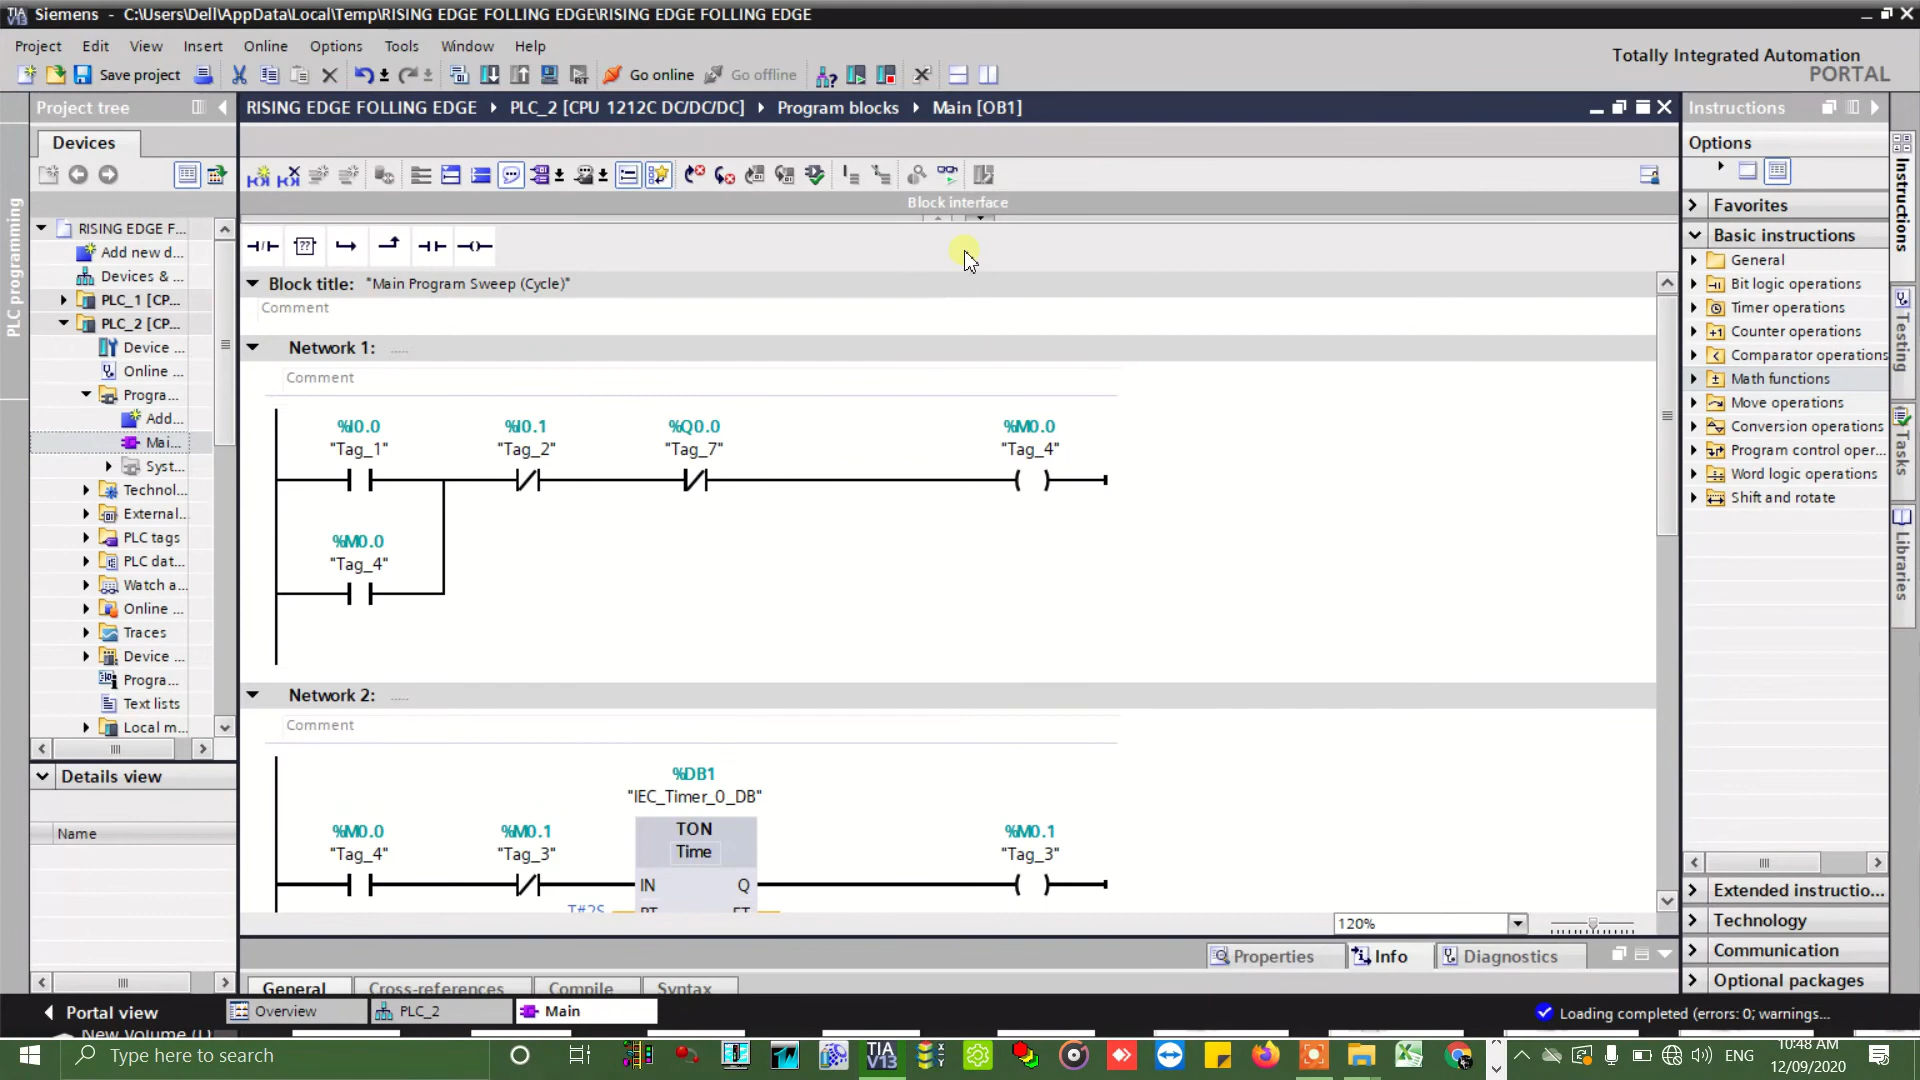 Siemens - C:\Users\Dell\AppData\Local\Temp\RISING EDGE FOLLING EDGE\RISING EDGE FOLLING EDGE
Project Edit View Insert Online Options Tools Window Help
Totally Integrated Automation
PORTAL
Save project
Go online
Go offline
Project tree
RISING EDGE FOLLING EDGE
PLC_2 [CPU 1212C DC/DC/DC]
Program blocks
Main [OB1]
Instructions
Devices
Options
Block interface
PLC programming
RISING EDGE F...
Add new d...
Devices & ...
PLC_1 [CP...
PLC_2 [CP...
Device ...
Online ...
Progra...
Add...
Mai...
Syst...
Technol...
External...
PLC tags
PLC dat...
Watch a...
Online ...
Traces
Device ...
Progra...
Text lists
Local m...
Details view
Name
Block title: "Main Program Sweep (Cycle)"
Comment
Network 1: .....
Comment
%I0.0 %I0.1 %Q0.0 %M0.0
"Tag_1" "Tag_2" "Tag_7" "Tag_4"
%M0.0
"Tag_4"
Network 2: .....
Comment
%DB1
"IEC_Timer_0_DB"
%M0.0 %M0.1 TON %M0.1
"Tag_4" "Tag_3" Time "Tag_3"
IN Q
T#2S PT ET
120%
Favorites
Basic instructions
General
Bit logic operations
Timer operations
Counter operations
Comparator operations
Math functions
Move operations
Conversion operations
Program control oper...
Word logic operations
Shift and rotate
Extended instructio...
Technology
Communication
Optional packages
Instructions
Testing
Tasks
Libraries
Properties Info Diagnostics
General Cross-references Compile Syntax
Portal view
Overview
PLC_2
Main
Loading completed (errors: 0; warnings...
New Volume (D
Type here to search
TIA
V13
ENG
10:48 AM
12/09/2020